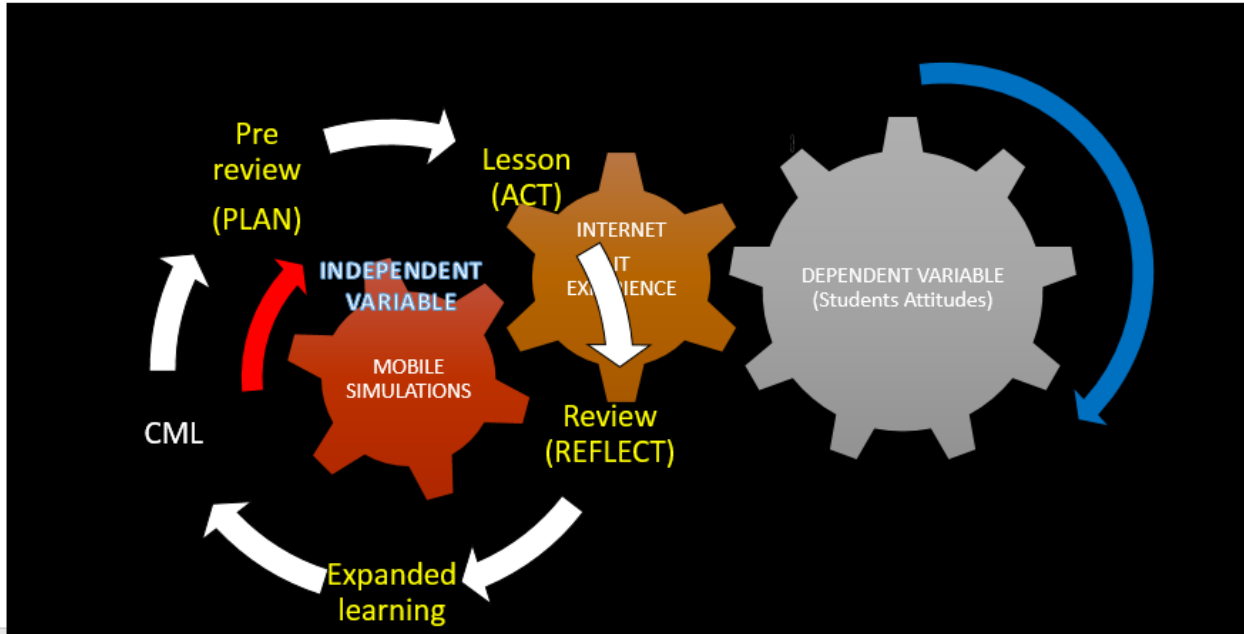 Pre
review
(PLAN)
Lesson
(ACT)
INDEPENDENT
VARIABLE
INTERNET
IT
DEPENDENT VARIABLE
(Students Attitudes)
MOBILE
SIMULATIONS
CML
Review
(REFLECT)
Expanded
learning